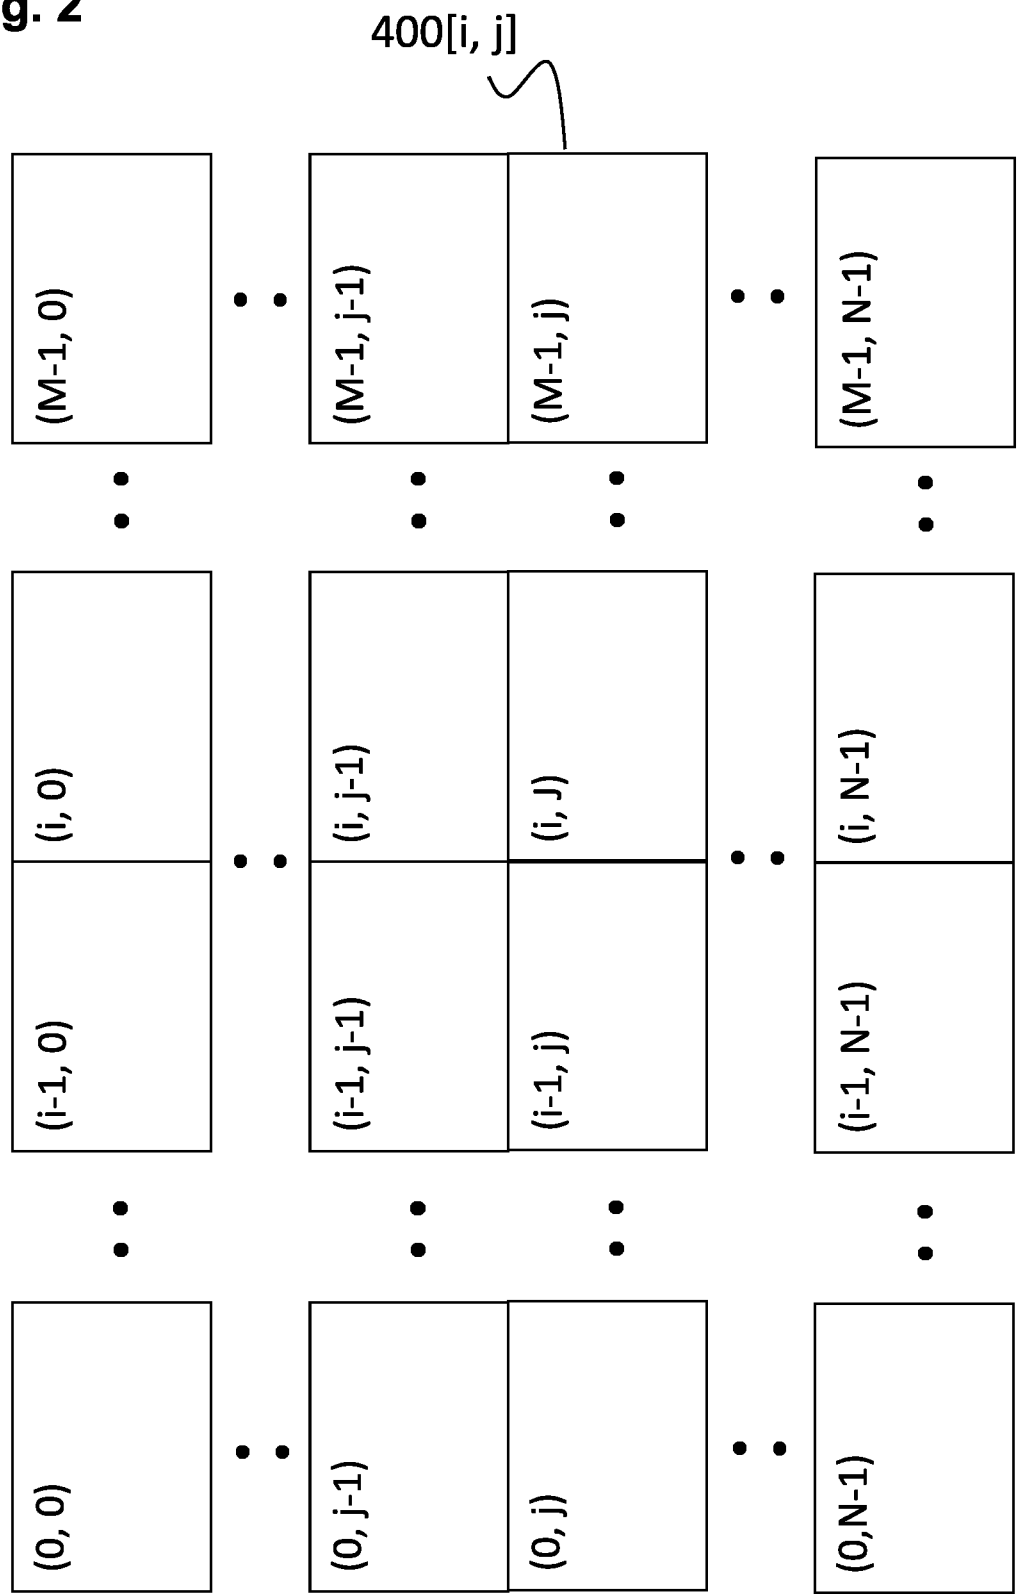 g. 2
400[i, j]
(M-1, 0)
(M-1, j-1)
(M-1, j)
(M-1, N-1)
(i, 0)
(i, j-1)
(i, J)
(i, N-1)
(i-1, 0)
(i-1, j-1)
(i-1, j)
(i-1, N-1)
(0, 0)
(0, j-1)
(0, j)
(0,N-1)